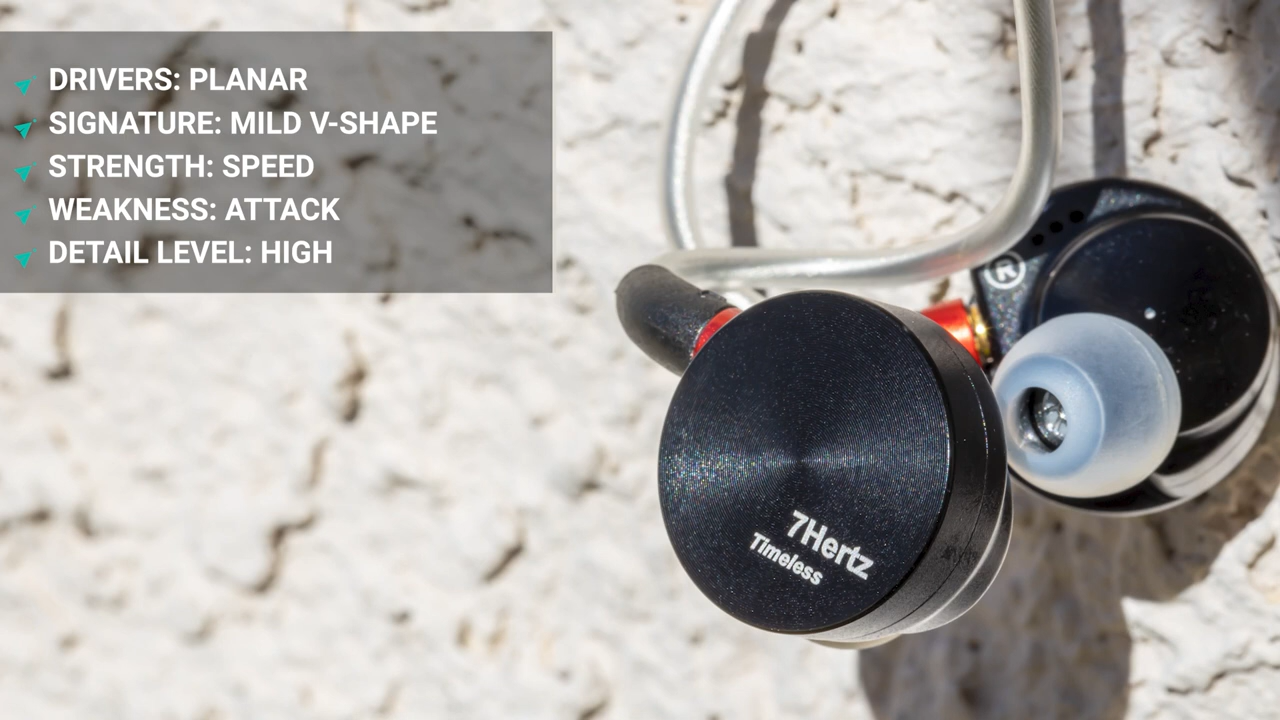 DRIVERS: PLANAR
SIGNATURE: MILD V-SHAPE
STRENGTH: SPEED
WEAKNESS: ATTACK
DETAIL LEVEL: HIGH
®
7Hertz
Timeless